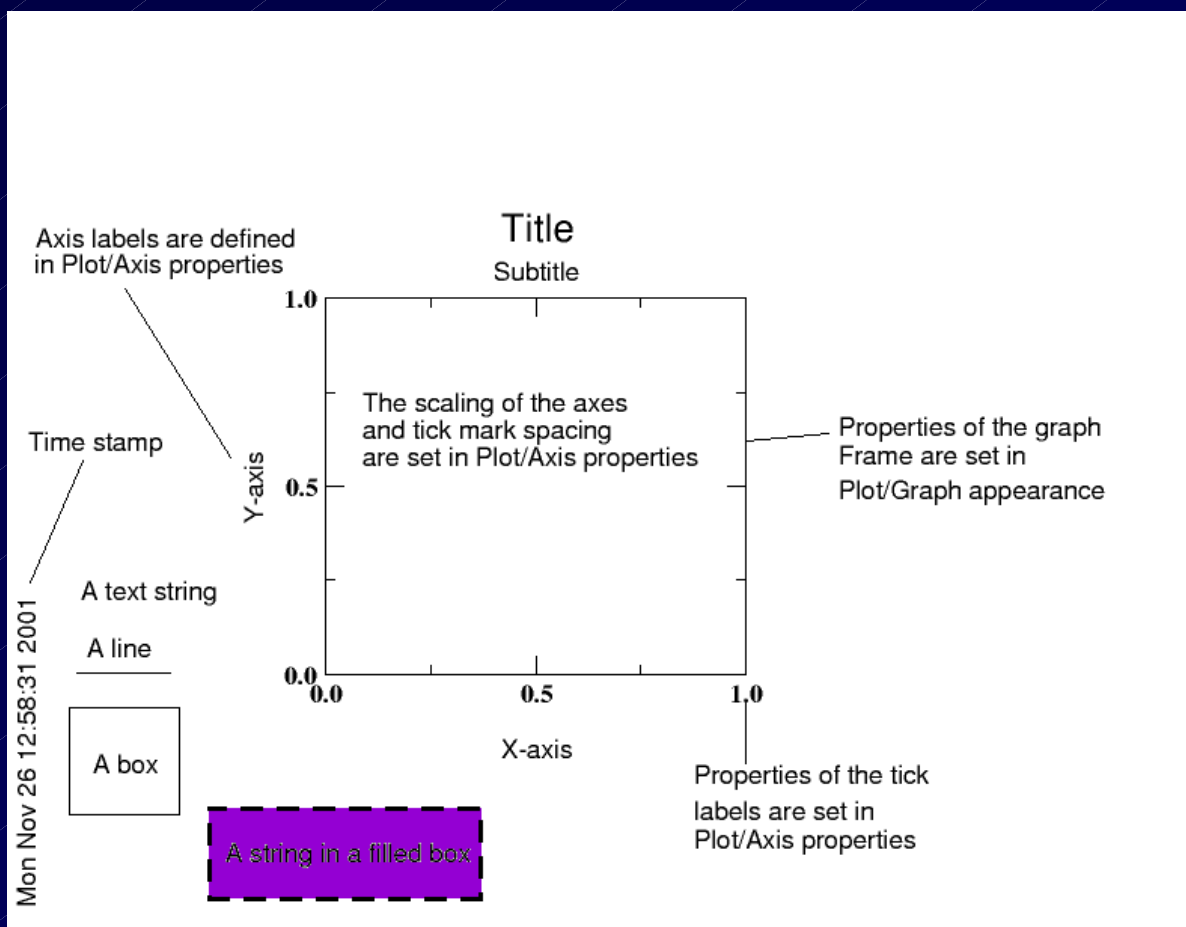 Title
Subtitle
Axis labels are defined
in Plot/Axis properties
1.0
The scaling of the axes
and tick mark spacing
are set in Plot/Axis properties
Properties of the graph
Frame are set in
Plot/Graph appearance
Time stamp
Y-axis
0.5
A text string
A line
0.0
0.0 0.5 1.0
X-axis
A box
Properties of the tick
labels are set in
Plot/Axis properties
A string in a filled box
Mon Nov 26 12:58:31 2001